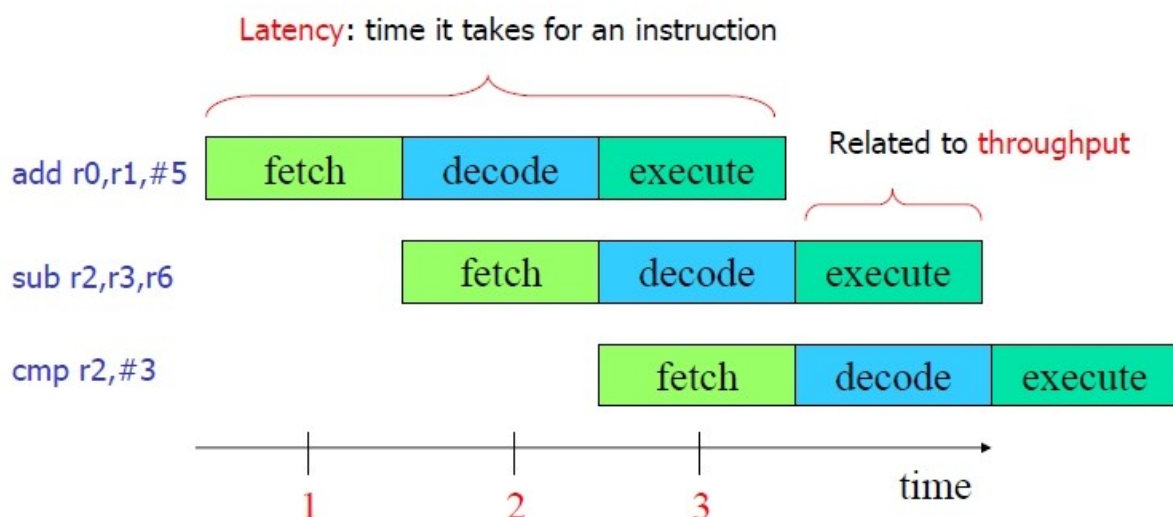 Latency: time it takes for an instruction
Related to throughput
add r0,r1,#5 fetch decode execute
sub r2,r3,r6 fetch decode execute
cmp r2,#3 fetch decode execute
time
1 2 3